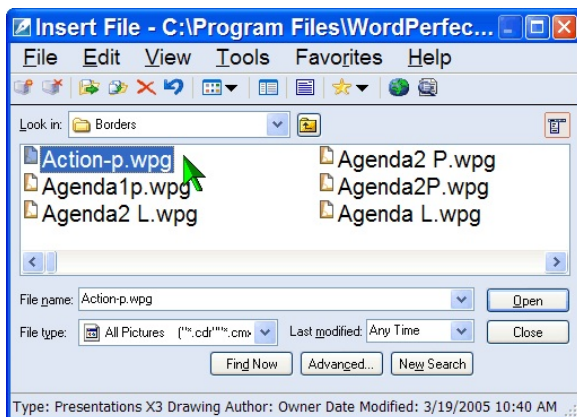 Insert File - C:\Program Files\WordPerfec...
File Edit View Tools Favorites Help
Look in: Borders
Action-p.wpg Agenda2 P.wpg
Agenda1p.wpg Agenda2P.wpg
Agenda2 L.wpg Agenda L.wpg
File name: Action-p.wpg Open
File type: All Pictures ("*.cdr""*.cmx Last modified: Any Time Close
Find Now Advanced... New Search
Type: Presentations X3 Drawing Author: Owner Date Modified: 3/19/2005 10:40 AM